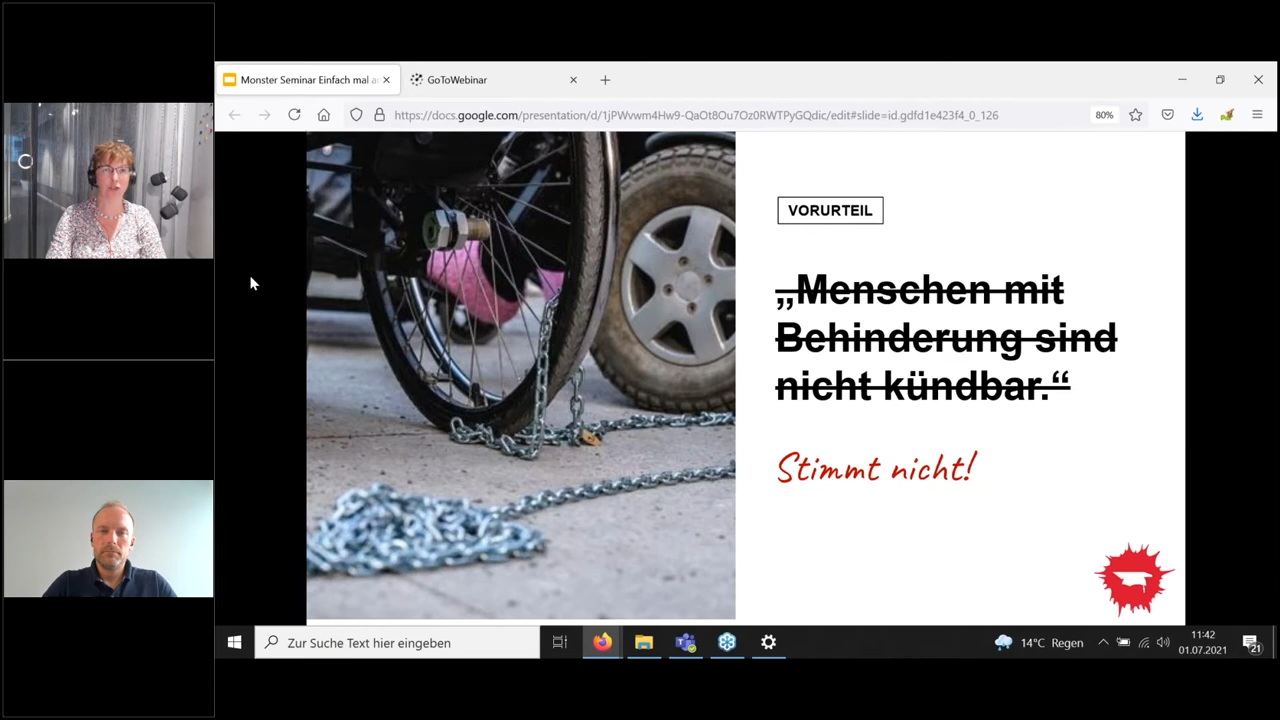 Monster Seminar Einfach mal a
GoToWebinar
https://docs.google.com/presentation/d/1jPWvwm4Hw9-QaOt8Ou7Oz0RWTPyGQdic/edit#slide=id.gdfd1e423f4_0_126
80%
VORURTEIL
„Menschen mit
Behinderung sind
nicht kündbar.“
Stimmt nicht!
Zur Suche Text hier eingeben
14°C Regen
11:42
01.07.2021
21